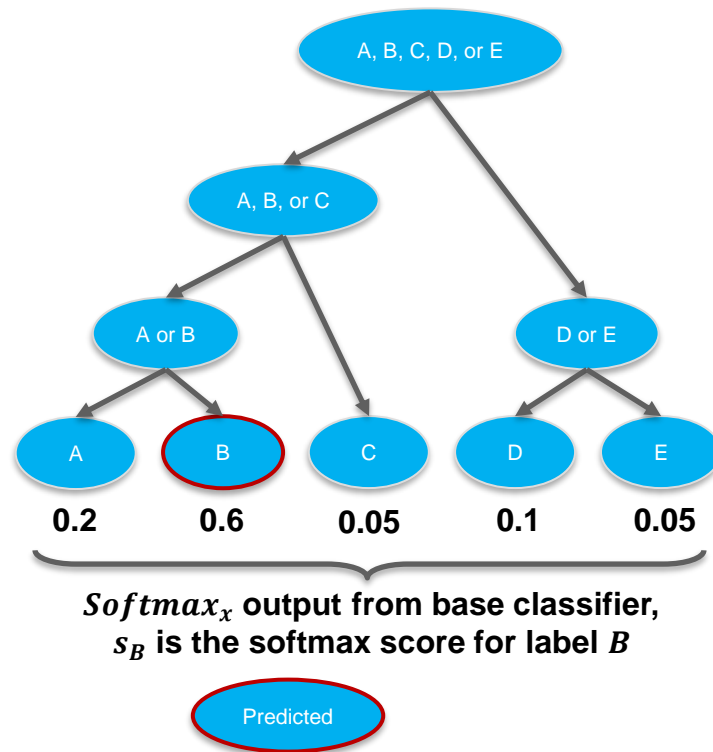 A, B, C, D, or E
A, B, or C
A or B
D or E
A
B
C
D
E
0.2
0.6
0.05
0.1
0.05
Softmaxₓ output from base classifier,
s_B is the softmax score for label B
Predicted